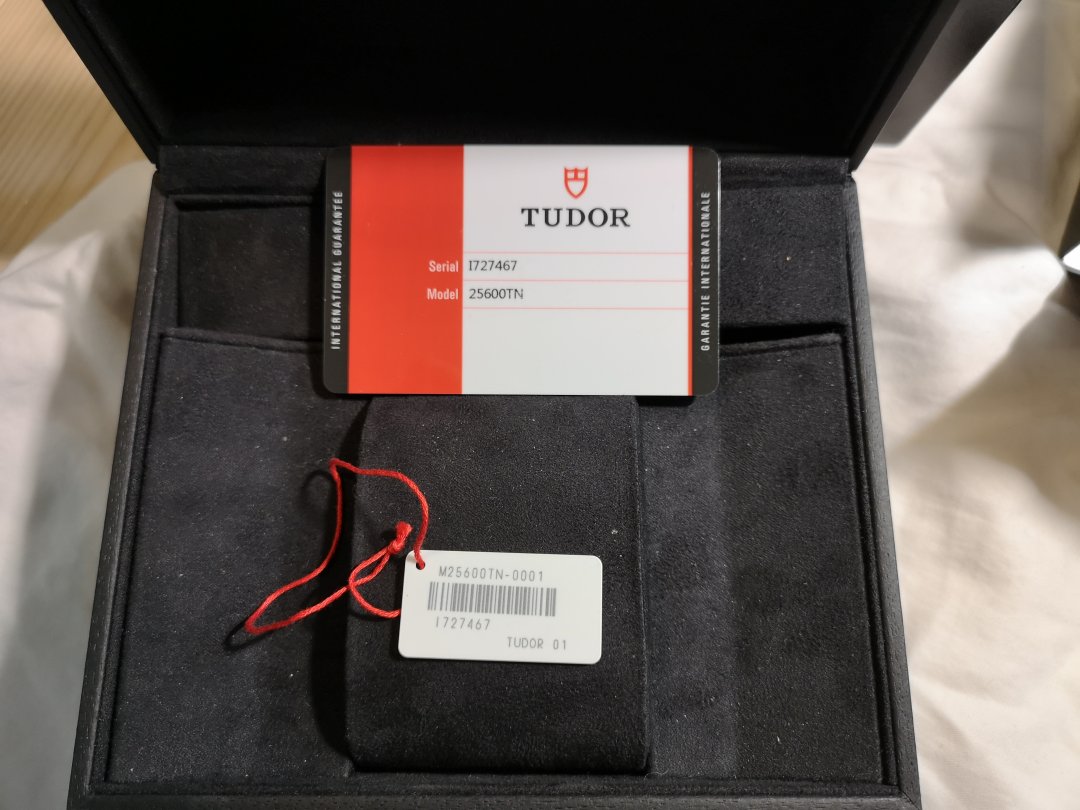 INTERNATIONAL GUARANTEE
TUDOR
Serial I727467
Model 25600TN
GARANTIE INTERNATIONALE
M25600TN-0001
I727467
TUDOR 01